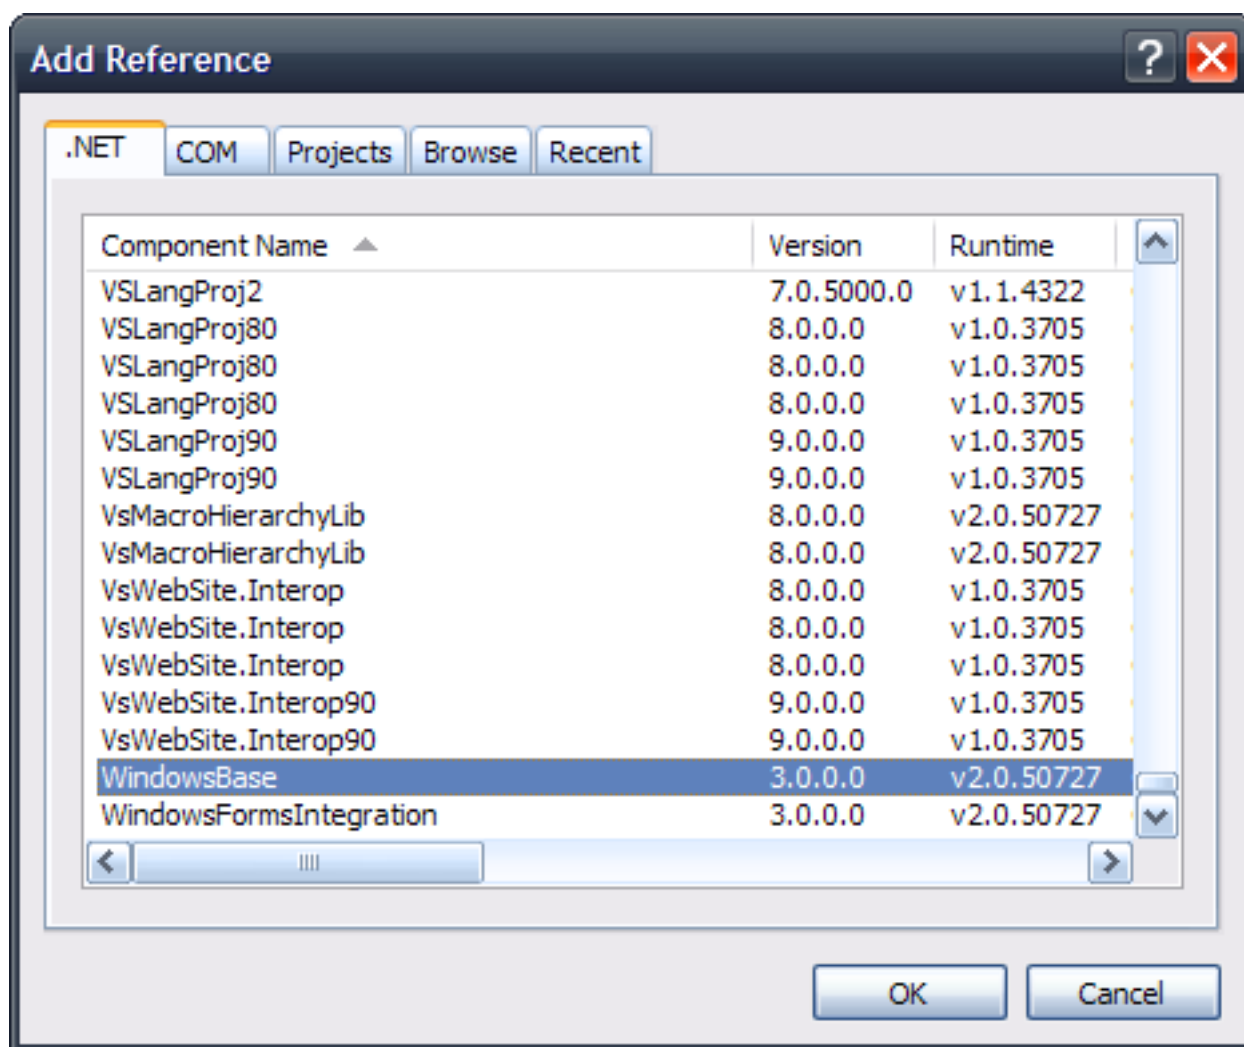 Add Reference ?
.NET COM Projects Browse Recent
Component Name Version Runtime
VSLangProj2 7.0.5000.0 v1.1.4322
VSLangProj80 8.0.0.0 v1.0.3705
VSLangProj80 8.0.0.0 v1.0.3705
VSLangProj80 8.0.0.0 v1.0.3705
VSLangProj90 9.0.0.0 v1.0.3705
VSLangProj90 9.0.0.0 v1.0.3705
VsMacroHierarchyLib 8.0.0.0 v2.0.50727
VsMacroHierarchyLib 8.0.0.0 v2.0.50727
VsWebSite.Interop 8.0.0.0 v1.0.3705
VsWebSite.Interop 8.0.0.0 v1.0.3705
VsWebSite.Interop 8.0.0.0 v1.0.3705
VsWebSite.Interop90 9.0.0.0 v1.0.3705
VsWebSite.Interop90 9.0.0.0 v1.0.3705
WindowsBase 3.0.0.0 v2.0.50727
WindowsFormsIntegration 3.0.0.0 v2.0.50727
OK Cancel